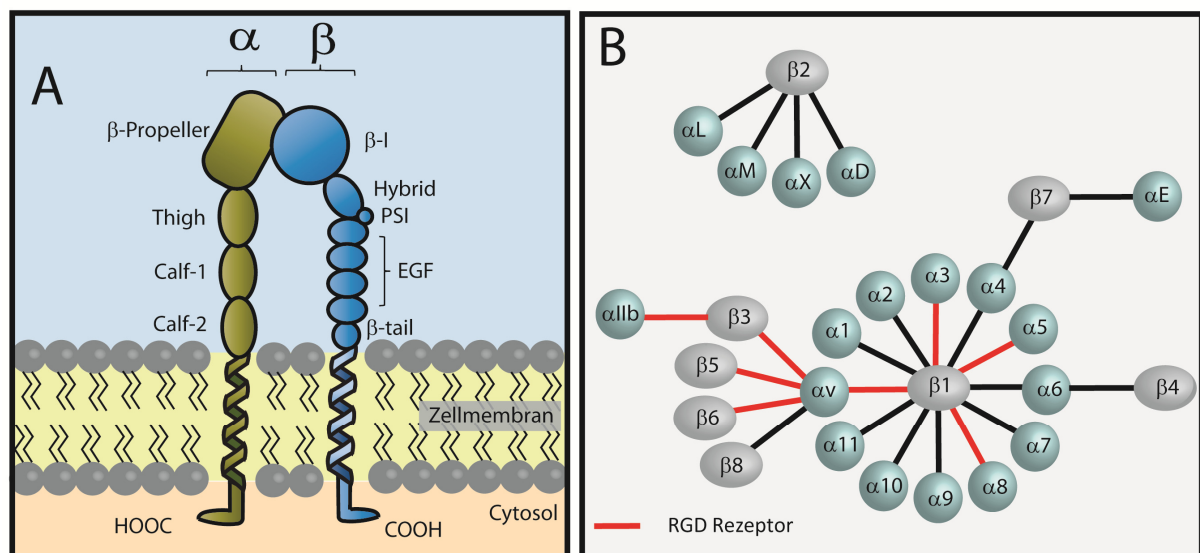 A
α β
β-Propeller
β-I
Hybrid
PSI
Thigh
EGF
Calf-1
Calf-2
β-tail
Zellmembran
HOOC
COOH
Cytosol
B
β2
αL
αM
αX
αD
β7
αE
α3
α4
α2
αIIb
β3
α1
α5
β5
αv
β1
α6
β4
β6
α11
α7
β8
α10
α9
α8
RGD Rezeptor